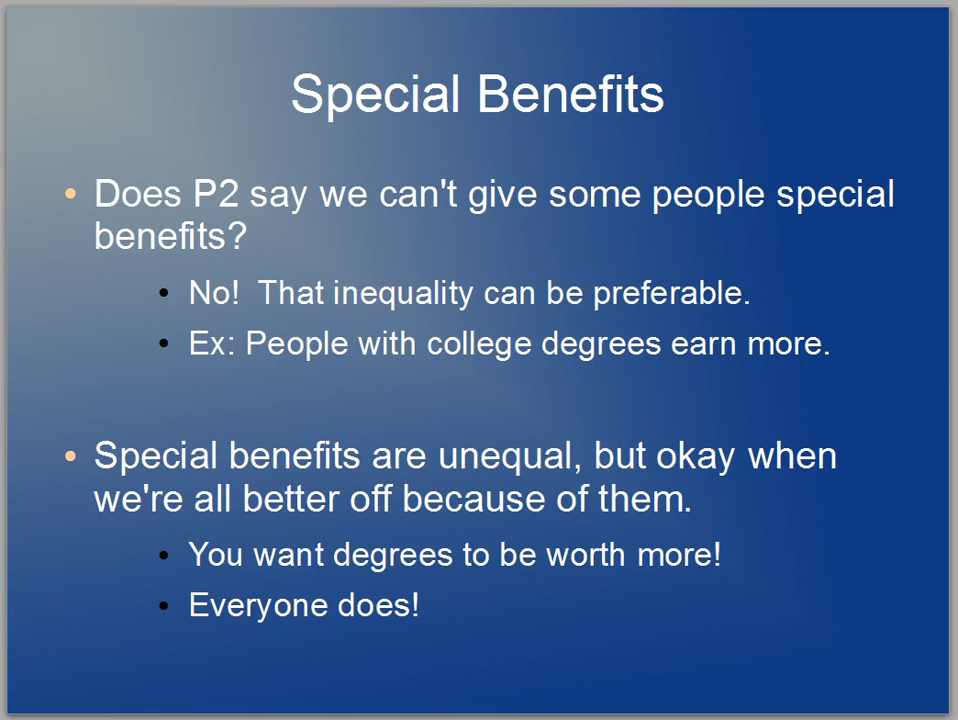 Special Benefits
• Does P2 say we can't give some people special
benefits?
• No!  That inequality can be preferable.
• Ex: People with college degrees earn more.
• Special benefits are unequal, but okay when
we're all better off because of them.
• You want degrees to be worth more!
• Everyone does!